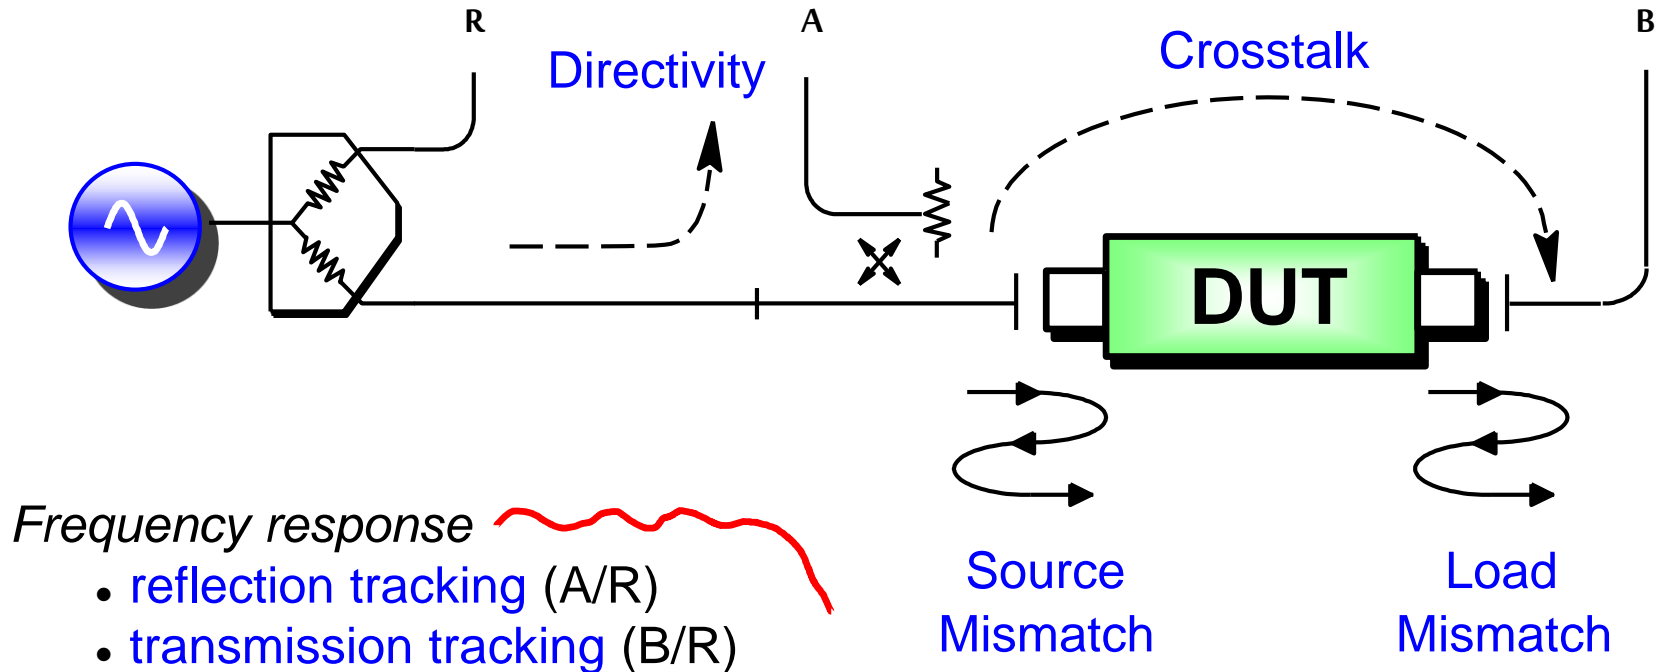 R
A
B
Directivity
Crosstalk
DUT
Frequency response
• reflection tracking (A/R)
• transmission tracking (B/R)
Source
Mismatch
Load
Mismatch